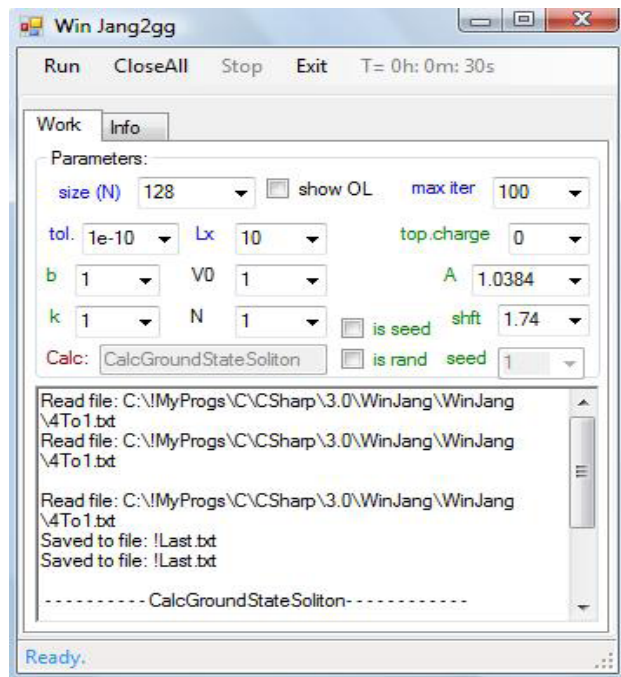 Win Jang2gg
Run CloseAll Stop Exit T= 0h: 0m: 30s
Work Info
Parameters:
size (N) 128 show OL max iter 100
tol. 1e-10 Lx 10 top.charge 0
b 1 V0 1 A 1.0384
k 1 N 1 is seed shft 1.74
Calc: CalcGroundStateSoliton is rand seed 1
Read file: C:\!MyProgs\C\CSharp\3.0\WinJang\WinJang
\4To1.txt
Read file: C:\!MyProgs\C\CSharp\3.0\WinJang\WinJang
\4To1.txt
Read file: C:\!MyProgs\C\CSharp\3.0\WinJang\WinJang
\4To1.txt
Saved to file: !Last.txt
Saved to file: !Last.txt
- - - - - - - - - - CalcGroundStateSoliton- - - - - - - - - - - -
Ready.